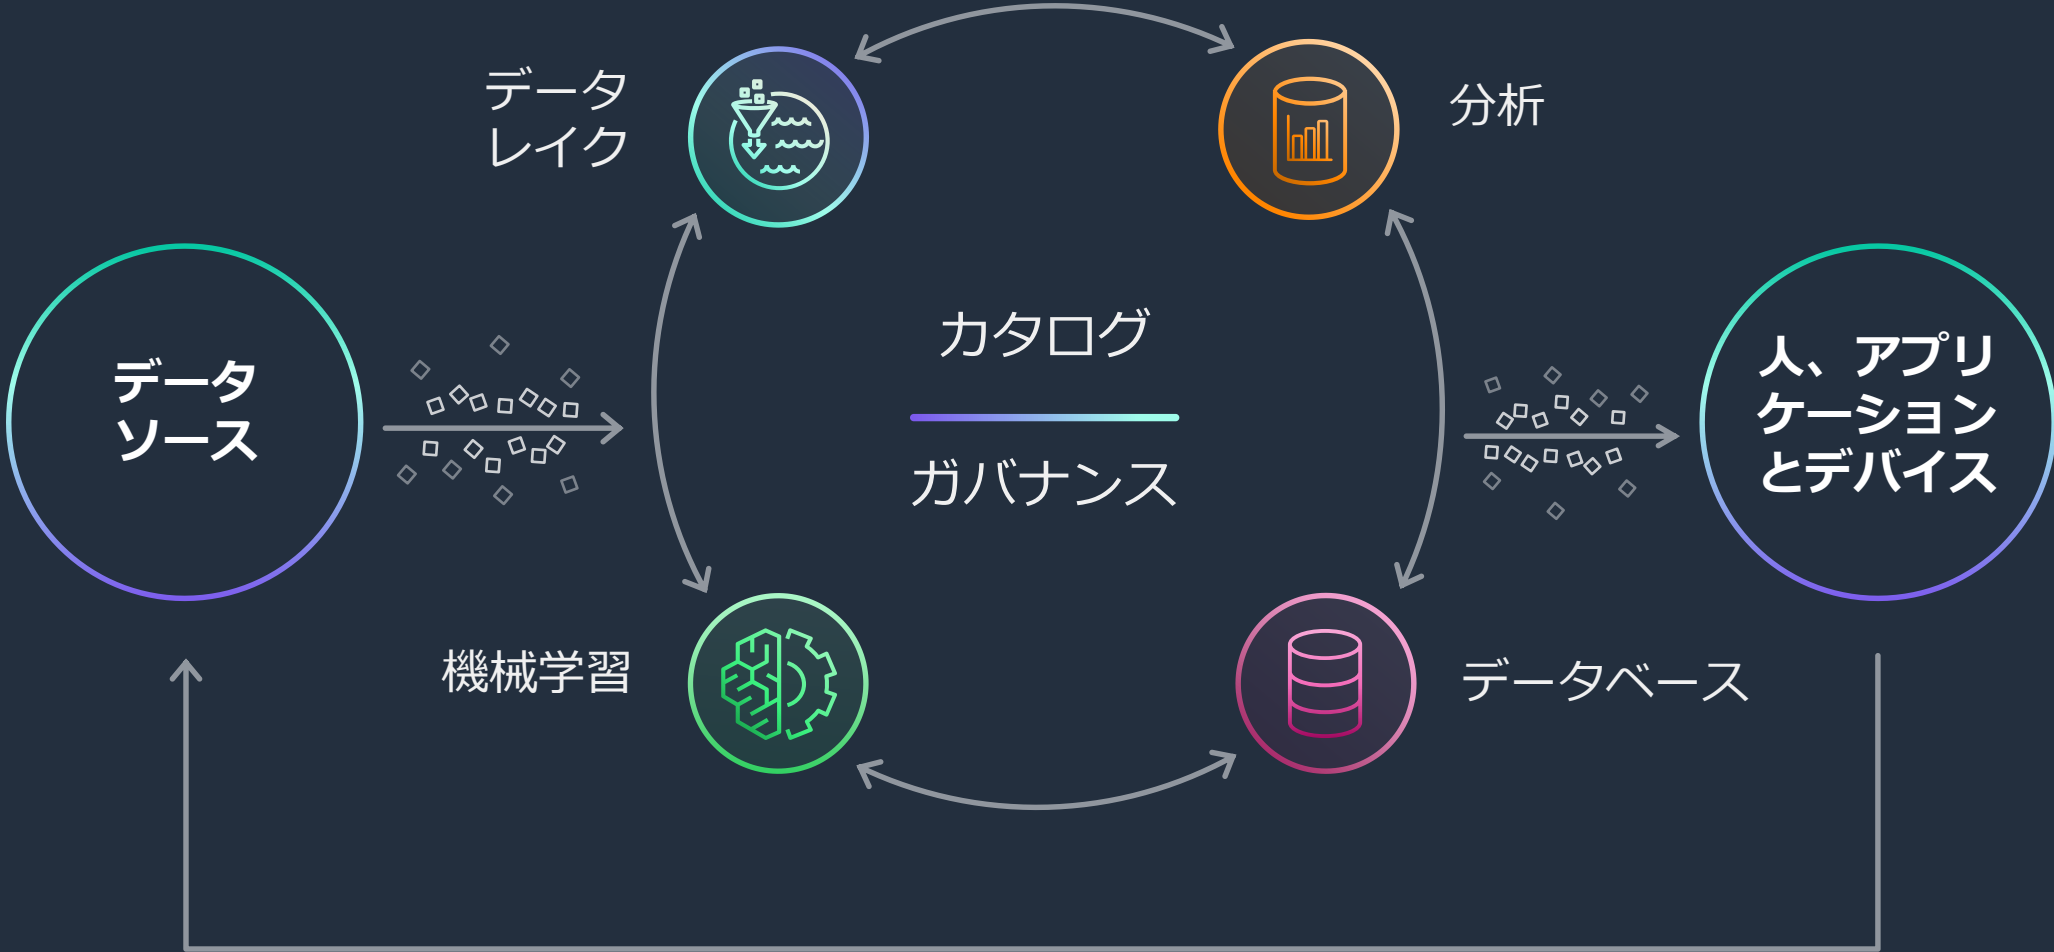 データ
レイク
分析
データ
ソース
カタログ
ガバナンス
人、アプリ
ケーション
とデバイス
機械学習
データベース